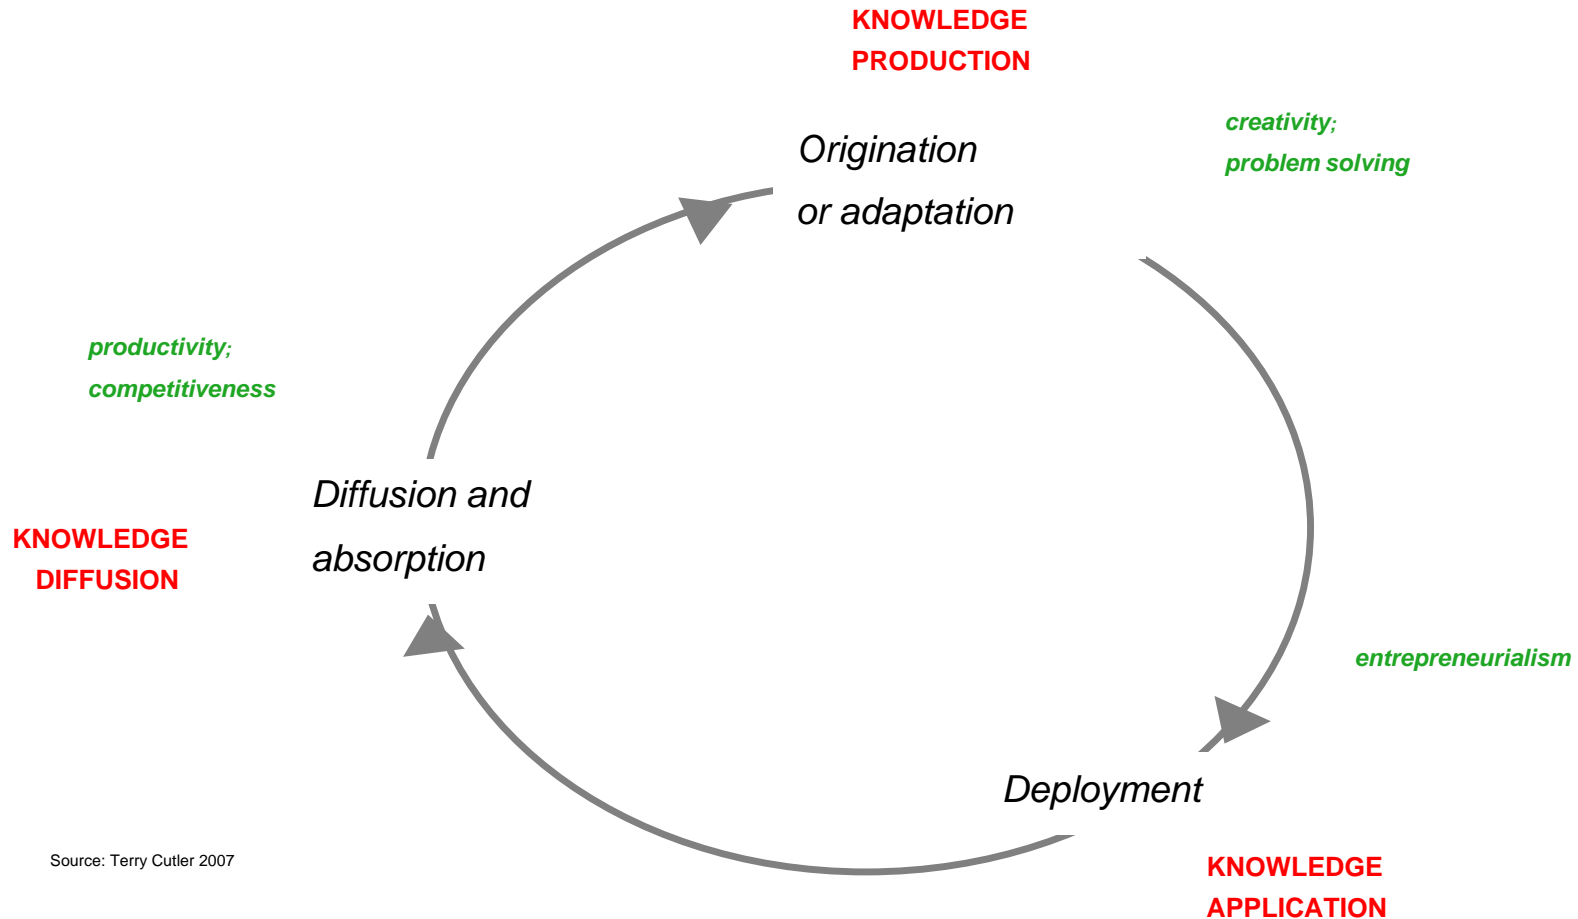 KNOWLEDGE
PRODUCTION
creativity;
problem solving
Origination
or adaptation
productivity;
competitiveness
Diffusion and
absorption
KNOWLEDGE
DIFFUSION
entrepreneurialism
Deployment
KNOWLEDGE
APPLICATION
Source: Terry Cutler 2007